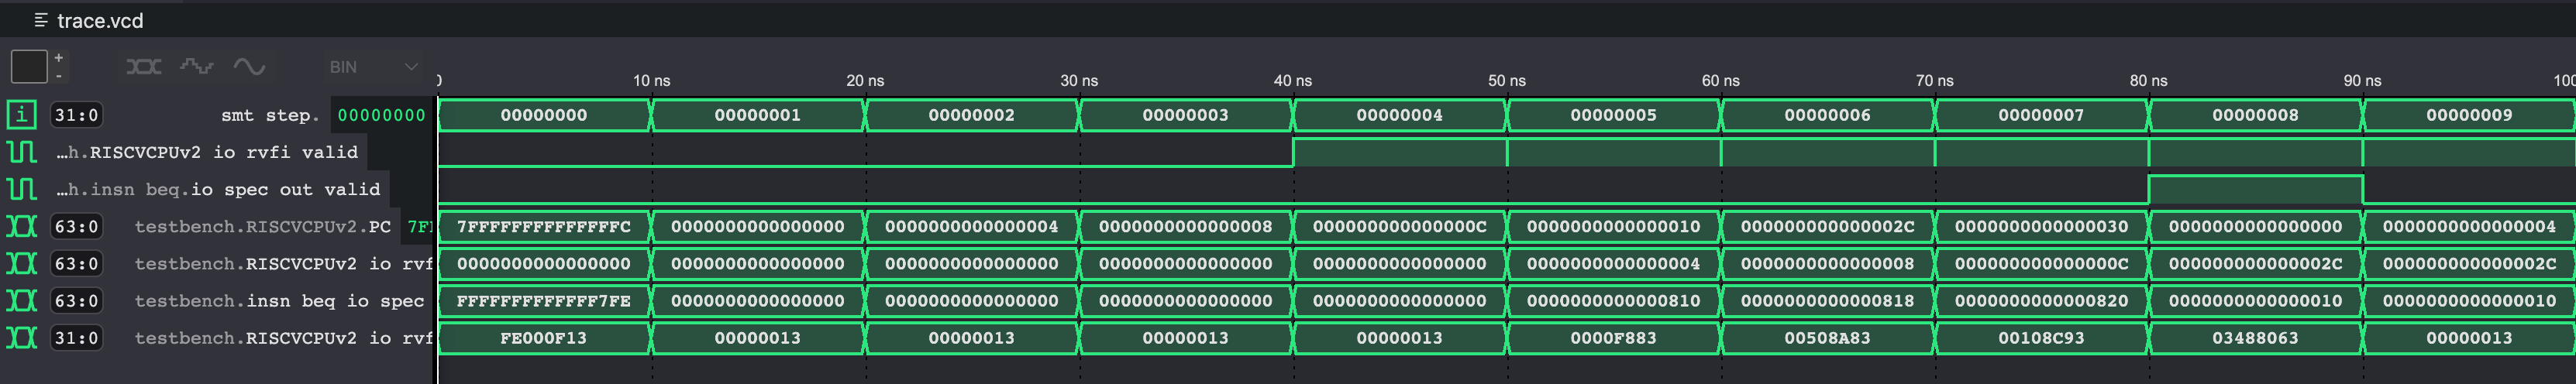 trace.vcd
+
-
BIN
0 10 ns 20 ns 30 ns 40 ns 50 ns 60 ns 70 ns 80 ns 90 ns 100
i 31:0 smt step. 00000000 00000000 00000001 00000002 00000003 00000004 00000005 00000006 00000007 00000008 00000009
…h.RISCVCPUv2 io rvfi valid
…h.insn beq.io spec out valid
63:0 testbench.RISCVCPUv2.PC 7F 7FFFFFFFFFFFFFFC 0000000000000000 0000000000000004 0000000000000008 000000000000000C 0000000000000010 000000000000002C 0000000000000030 0000000000000000 0000000000000004
63:0 testbench.RISCVCPUv2 io rvf 0000000000000000 0000000000000000 0000000000000000 0000000000000000 0000000000000000 0000000000000004 0000000000000008 000000000000000C 000000000000002C 000000000000002C
63:0 testbench.insn beq io spec FFFFFFFFFFFFF7FE 0000000000000000 0000000000000000 0000000000000000 0000000000000000 0000000000000810 0000000000000818 0000000000000820 0000000000000010 0000000000000010
31:0 testbench.RISCVCPUv2 io rvf FE000F13 00000013 00000013 00000013 00000013 0000F883 00508A83 00108C93 03488063 00000013